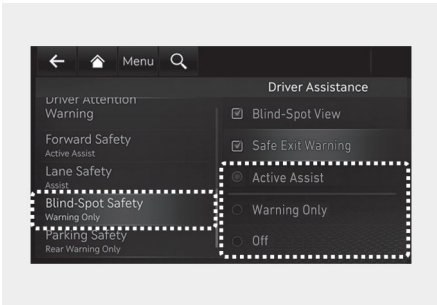 Menu
Driver Assistance
Driver Attention
Warning
Forward Safety
Active Assist
Lane Safety
Assist
Blind-Spot Safety
Warning Only
Parking Safety
Rear Warning Only
Blind-Spot View
Safe Exit Warning
Active Assist
Warning Only
Off